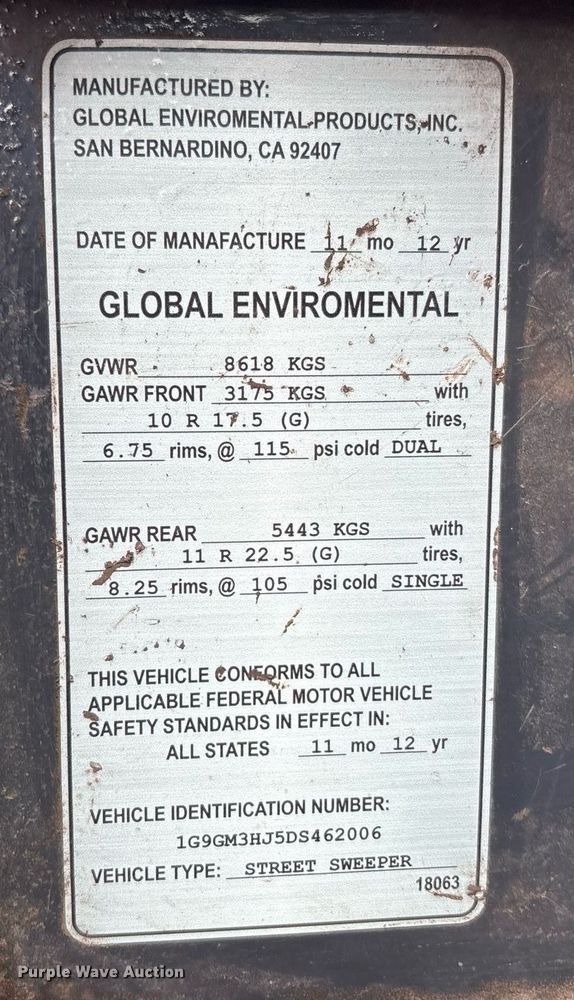 MANUFACTURED BY:
GLOBAL ENVIROMENTAL PRODUCTS, INC.
SAN BERNARDINO, CA 92407
DATE OF MANAFACTURE 11 mo 12 yr
GLOBAL ENVIROMENTAL
GVWR 8618 KGS
GAWR FRONT 3175 KGS with
10 R 17.5 (G) tires,
6.75 rims, @ 115 psi cold DUAL
GAWR REAR 5443 KGS with
11 R 22.5 (G) tires,
8.25 rims, @ 105 psi cold SINGLE
THIS VEHICLE CONFORMS TO ALL
APPLICABLE FEDERAL MOTOR VEHICLE
SAFETY STANDARDS IN EFFECT IN:
ALL STATES 11 mo 12 yr
VEHICLE IDENTIFICATION NUMBER:
1G9GM3HJ5DS462006
VEHICLE TYPE: STREET SWEEPER
18063
Purple Wave Auction